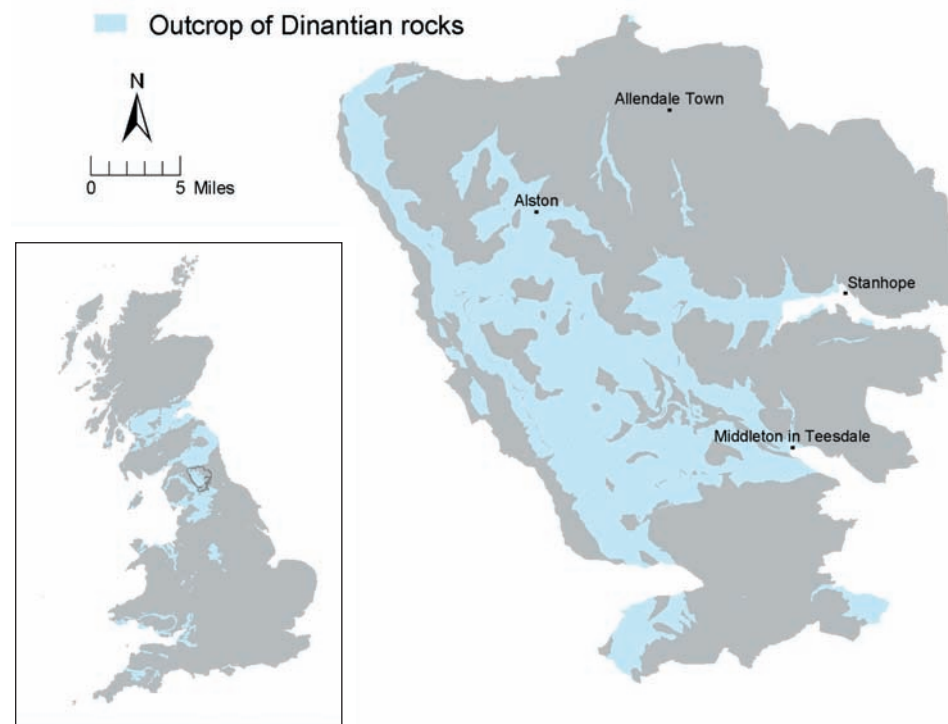 Outcrop of Dinantian rocks
N
0 5 Miles
Allendale Town
Alston
Stanhope
Middleton in Teesdale